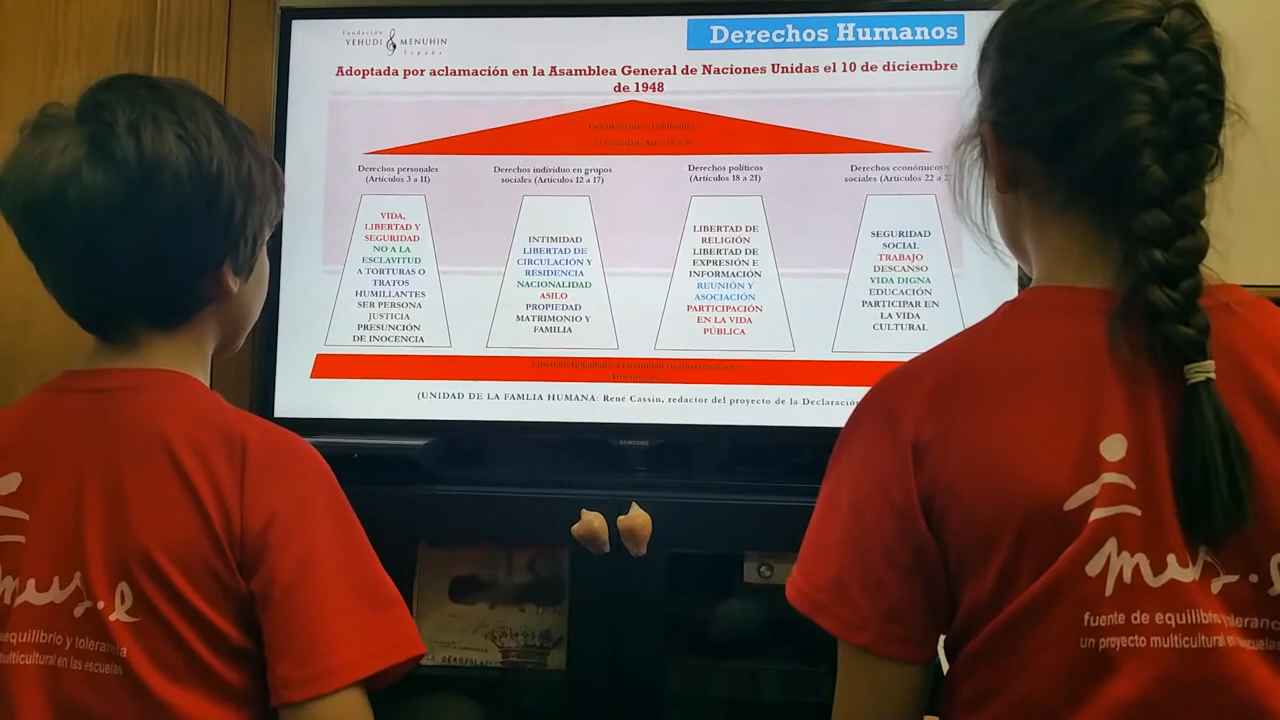 Fundación
YEHUDI MENUHIN
España
Derechos Humanos
Adoptada por aclamación en la Asamblea General de Naciones Unidas el 10 de diciembre
de 1948
Derechos personales
(Artículos 3 a 11)
VIDA,
LIBERTAD Y
SEGURIDAD
NO A LA
ESCLAVITUD
A TORTURAS O
TRATOS
HUMILLANTES
SER PERSONA
JUSTICIA
PRESUNCIÓN
DE INOCENCIA
Derechos individuo en grupos
sociales (Artículos 12 a 17)
INTIMIDAD
LIBERTAD DE
CIRCULACIÓN Y
RESIDENCIA
NACIONALIDAD
ASILO
PROPIEDAD
MATRIMONIO Y
FAMILIA
Derechos políticos
(Artículos 18 a 21)
LIBERTAD DE
RELIGIÓN
LIBERTAD DE
EXPRESIÓN E
INFORMACIÓN
REUNIÓN Y
ASOCIACIÓN
PARTICIPACIÓN
EN LA VIDA
PÚBLICA
Derechos económicos
sociales (Artículos 22 a
SEGURIDAD
SOCIAL
TRABAJO
DESCANSO
VIDA DIGNA
EDUCACIÓN
PARTICIPAR EN
LA VIDA
CULTURAL
(UNIDAD DE LA FAMLIA HUMANA: René Cassin, redactor del proyecto de la Declaración
SAMSUNG
mus.e
equilibrio y tolerancia
multicultural en las escuelas
mus.e
fuente de equilibrio
un proyecto multicultural